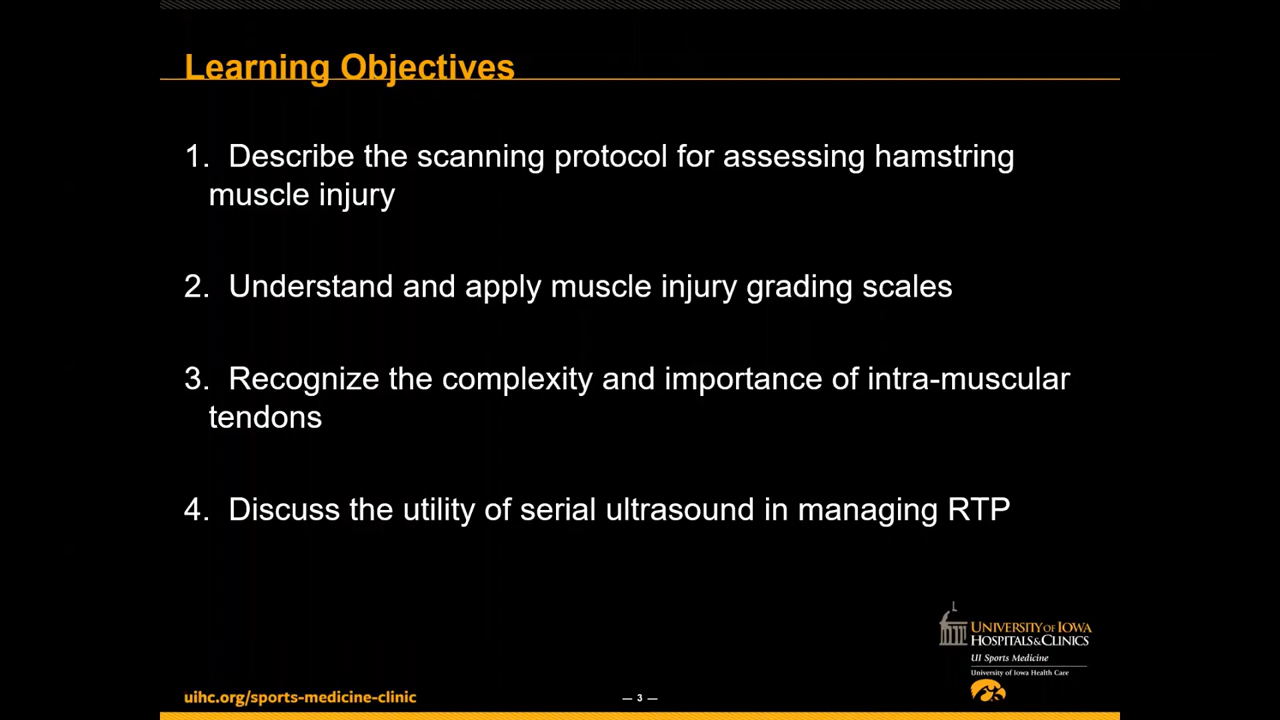 Learning Objectives
1. Describe the scanning protocol for assessing hamstring
muscle injury
2. Understand and apply muscle injury grading scales
3. Recognize the complexity and importance of intra-muscular
tendons
4. Discuss the utility of serial ultrasound in managing RTP
UNIVERSITY OF IOWA
HOSPITALS & CLINICS
UI Sports Medicine
University of Iowa Health Care
uihc.org/sports-medicine-clinic
— 3 —